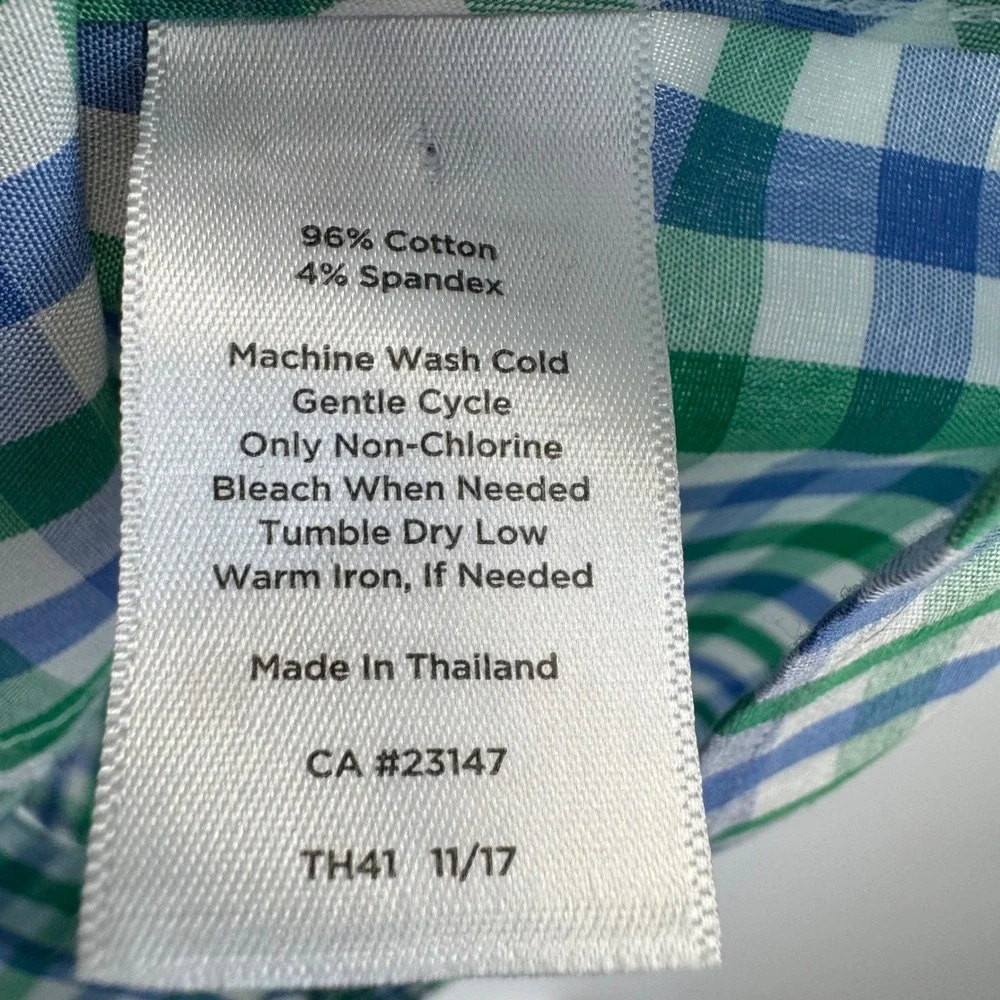 96% Cotton
4% Spandex
Machine Wash Cold
Gentle Cycle
Only Non-Chlorine
Bleach When Needed
Tumble Dry Low
Warm Iron, If Needed
Made In Thailand
CA #23147
TH41 11/17